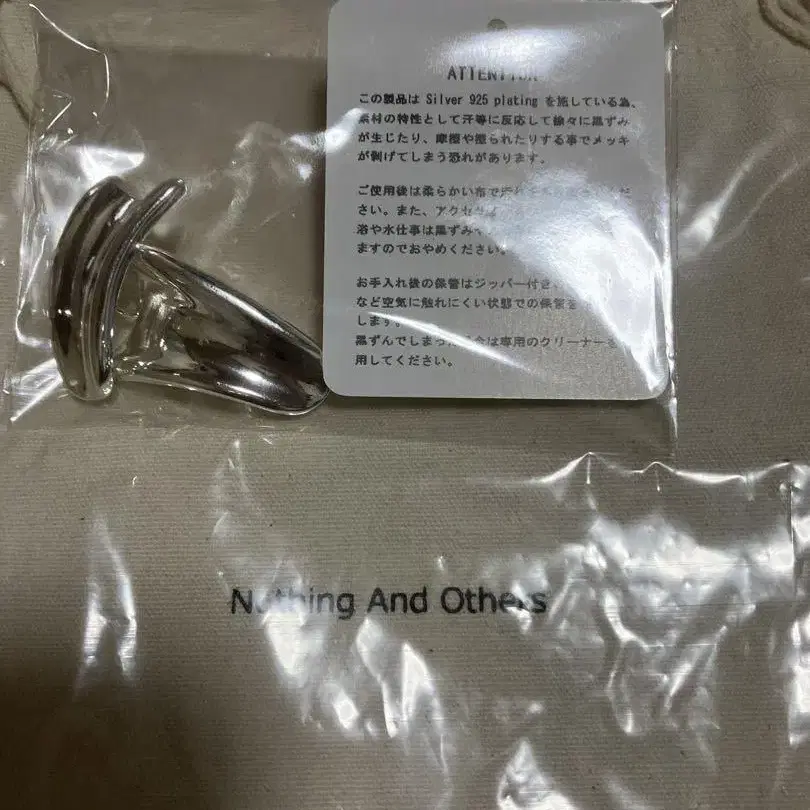 ATTENTION
この製品は Silver 925 plating を施している為、
素材の特性として汗等に反応して徐々に黒ずみ
が生じたり、摩擦や擦られたりする事でメッキ
が剥げてしまう恐れがあります。
ご使用後は柔らかい布で
さい。また、アクセサ
浴や水仕事は黒ずみや
ますのでおやめください。
お手入れ後の保管はジッパー付き
など空気に触れにくい状態での保管を
します。
黒ずんでしまった 合は専用のクリーナーを
用してください。
Nothing And Others